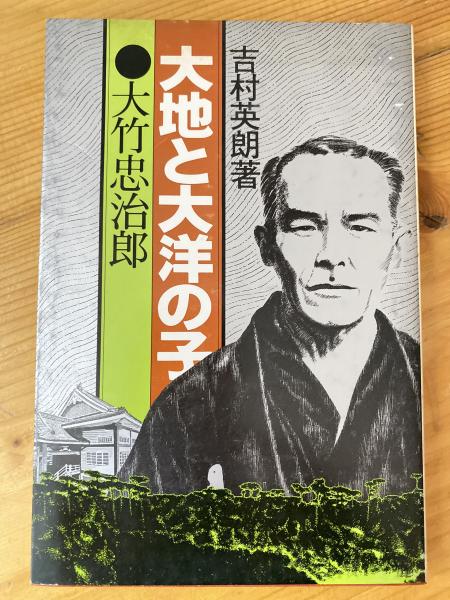 吉村英朗著
大地と大洋の子
●大竹忠治郎